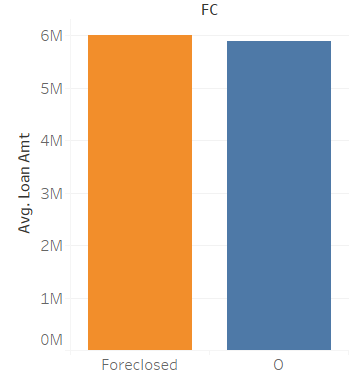 FC
6M
5M
4M
3M
2M
1M
0M
Avg. Loan Amt
Foreclosed
O